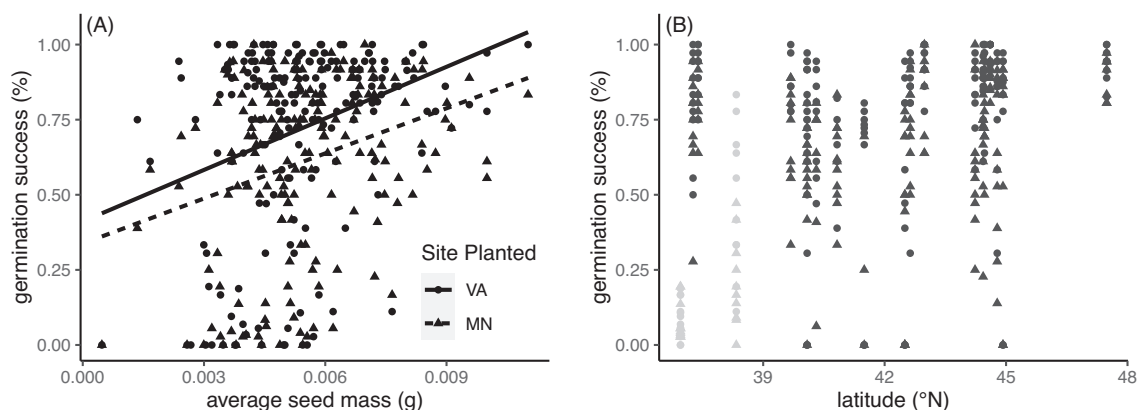 (A)
germination success (%)
1.00
0.75
0.50
0.25
0.00
Site Planted
VA
MN
0.000 0.003 0.006 0.009
average seed mass (g)
(B)
germination success (%)
1.00
0.75
0.50
0.25
0.00
39 42 45 48
latitude (°N)